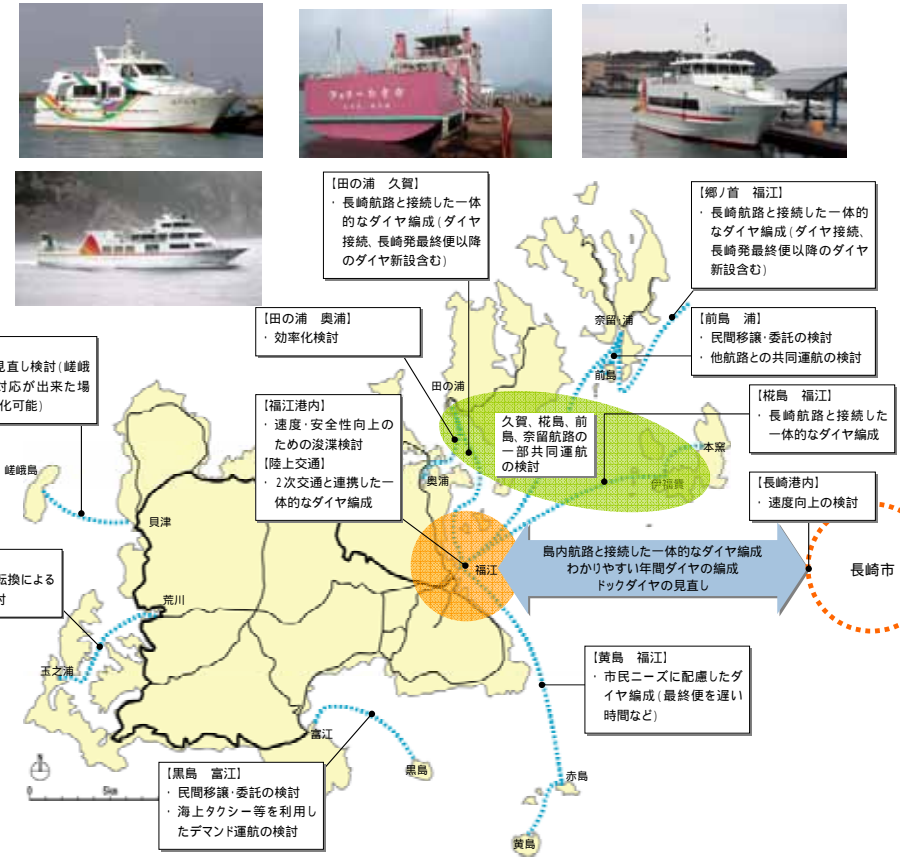 フェリーひさか
【田の浦　久賀】
・ 長崎航路と接続した一体
的なダイヤ編成(ダイヤ
接続、長崎発最終便以降
のダイヤ新設含む)
【郷ノ首　福江】
・ 長崎航路と接続した一体
的なダイヤ編成(ダイヤ接続、
長崎発最終便以降のダイヤ
新設含む)
【田の浦　奥浦】
・ 効率化検討
【前島　浦】
・ 民間移譲・委託の検討
・ 他航路との共同運航の検討
奈留・浦
前島
見直し検討(嵯峨
対応が出来た場
化可能)
田の浦
【福江港内】
・ 速度・安全性向上の
ための浚渫検討
【陸上交通】
・ 2次交通と連携した一
体的なダイヤ編成
久賀、椛島、前
島、奈留航路の
一部共同運航
の検討
【椛島　福江】
・ 長崎航路と接続した
一体的なダイヤ編成
本窯
伊福貴
奥浦
【長崎港内】
・ 速度向上の検討
嵯峨島
貝津
福江
島内航路と接続した一体的なダイヤ編成
わかりやすい年間ダイヤの編成
ドックダイヤの見直し
長崎市
転換による
討
荒川
玉之浦
【黄島　福江】
・ 市民ニーズに配慮したダ
イヤ編成(最終便を遅い
時間など)
富江
黒島
赤島
黄島
N
0
5km
【黒島　富江】
・ 民間移譲・委託の検討
・ 海上タクシー等を利用し
たデマンド運航の検討